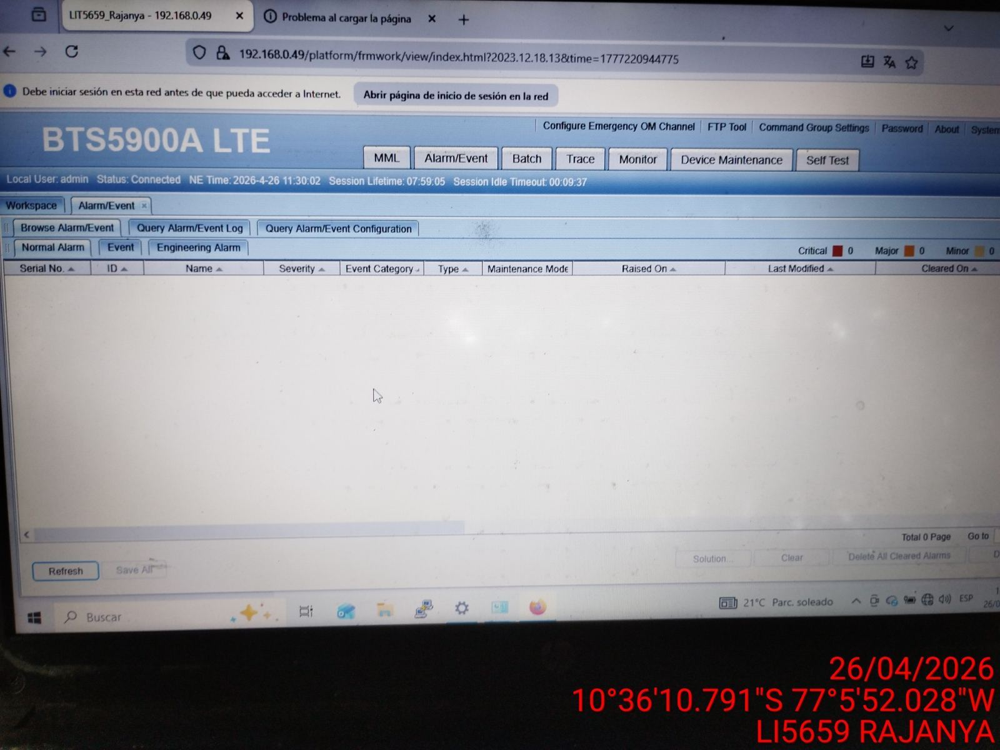 LIT5659_Rajanya - 192.168.0.49
Problema al cargar la página
192.168.0.49/platform/frmwork/view/index.html?2023.12.18.13&time=1777220944775
Debe iniciar sesión en esta red antes de que pueda acceder a Internet. Abrir página de inicio de sesión en la red
Configure Emergency OM Channel FTP Tool Command Group Settings Password About System
BTS5900A LTE
MML Alarm/Event Batch Trace Monitor Device Maintenance Self Test
Local User: admin Status: Connected NE Time: 2026-4-26 11:30:02 Session Lifetime: 07:59:05 Session Idle Timeout: 00:09:37
Workspace Alarm/Event
Browse Alarm/Event Query Alarm/Event Log Query Alarm/Event Configuration
Normal Alarm Event Engineering Alarm
Critical 0 Major 0 Minor 0
Serial No. ID Name Severity Event Category Type Maintenance Mode Raised On Last Modified Cleared On
Total 0 Page Go to
Refresh Save All Solution... Clear Delete All Cleared Alarms
Buscar
21°C Parc. soleado ESP
26/04/2026
10°36'10.791"S 77°5'52.028"W
LI5659 RAJANYA